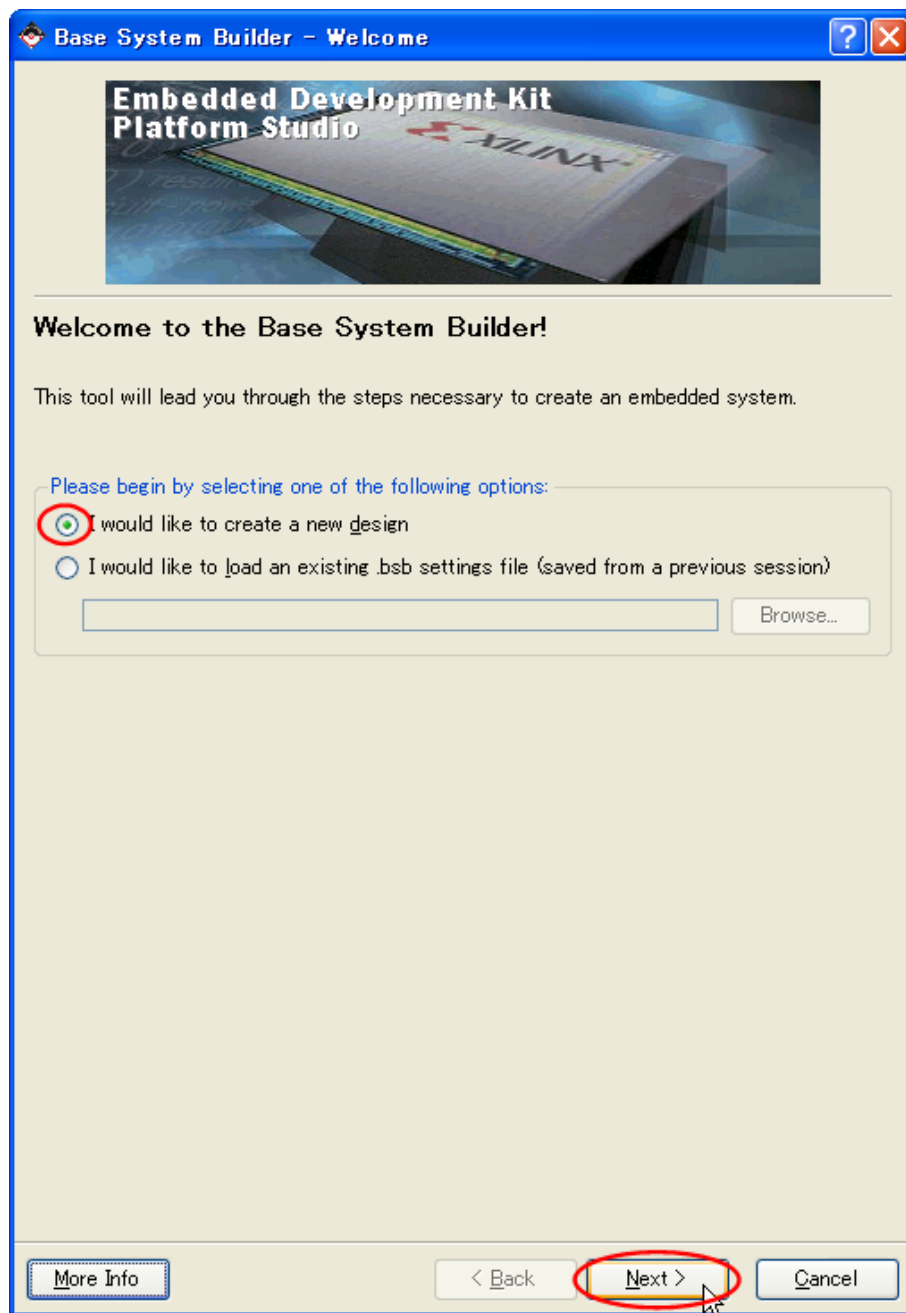 Base System Builder - Welcome
Embedded Development Kit
Platform Studio
XILINX
Welcome to the Base System Builder!
This tool will lead you through the steps necessary to create an embedded system.
Please begin by selecting one of the following options:
I would like to create a new design
I would like to load an existing .bsb settings file (saved from a previous session)
Browse...
More Info
< Back
Next >
Cancel